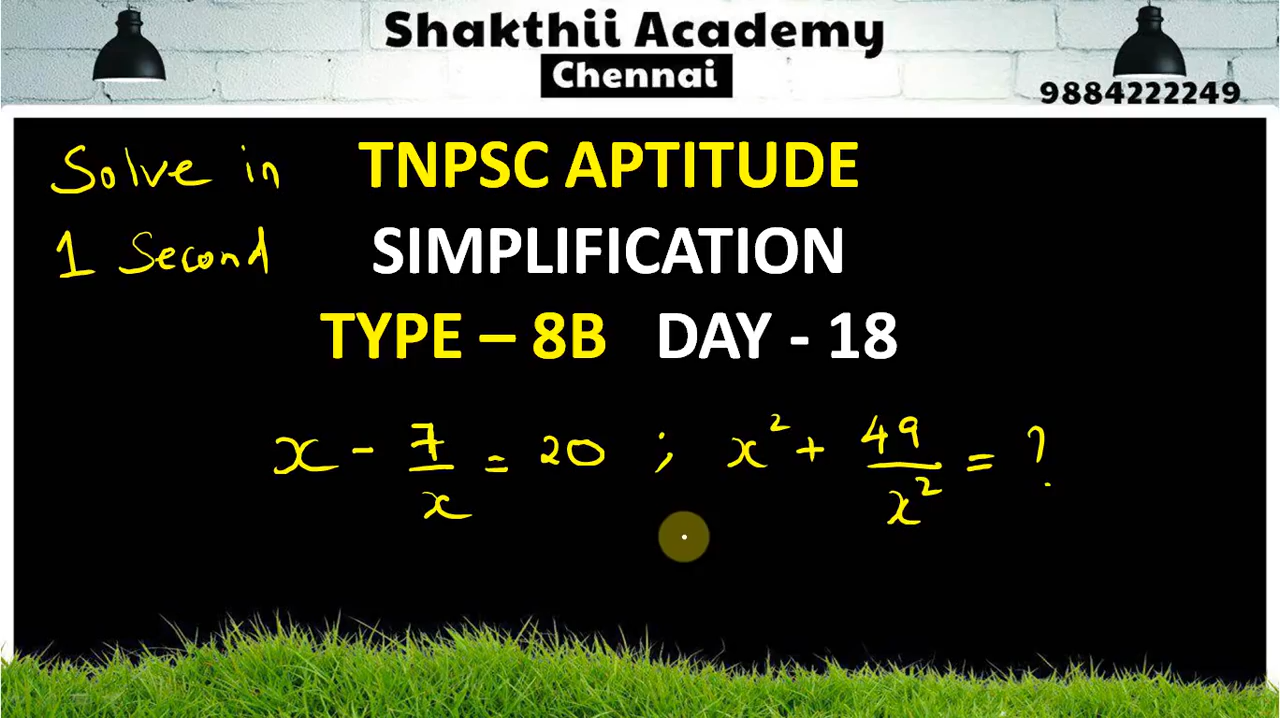 Shakthii Academy
Chennai
9884222249
Solve in
1 Second
TNPSC APTITUDE
SIMPLIFICATION
TYPE – 8B DAY - 18
x - 7/x = 20 ; x² + 49/x² = ?